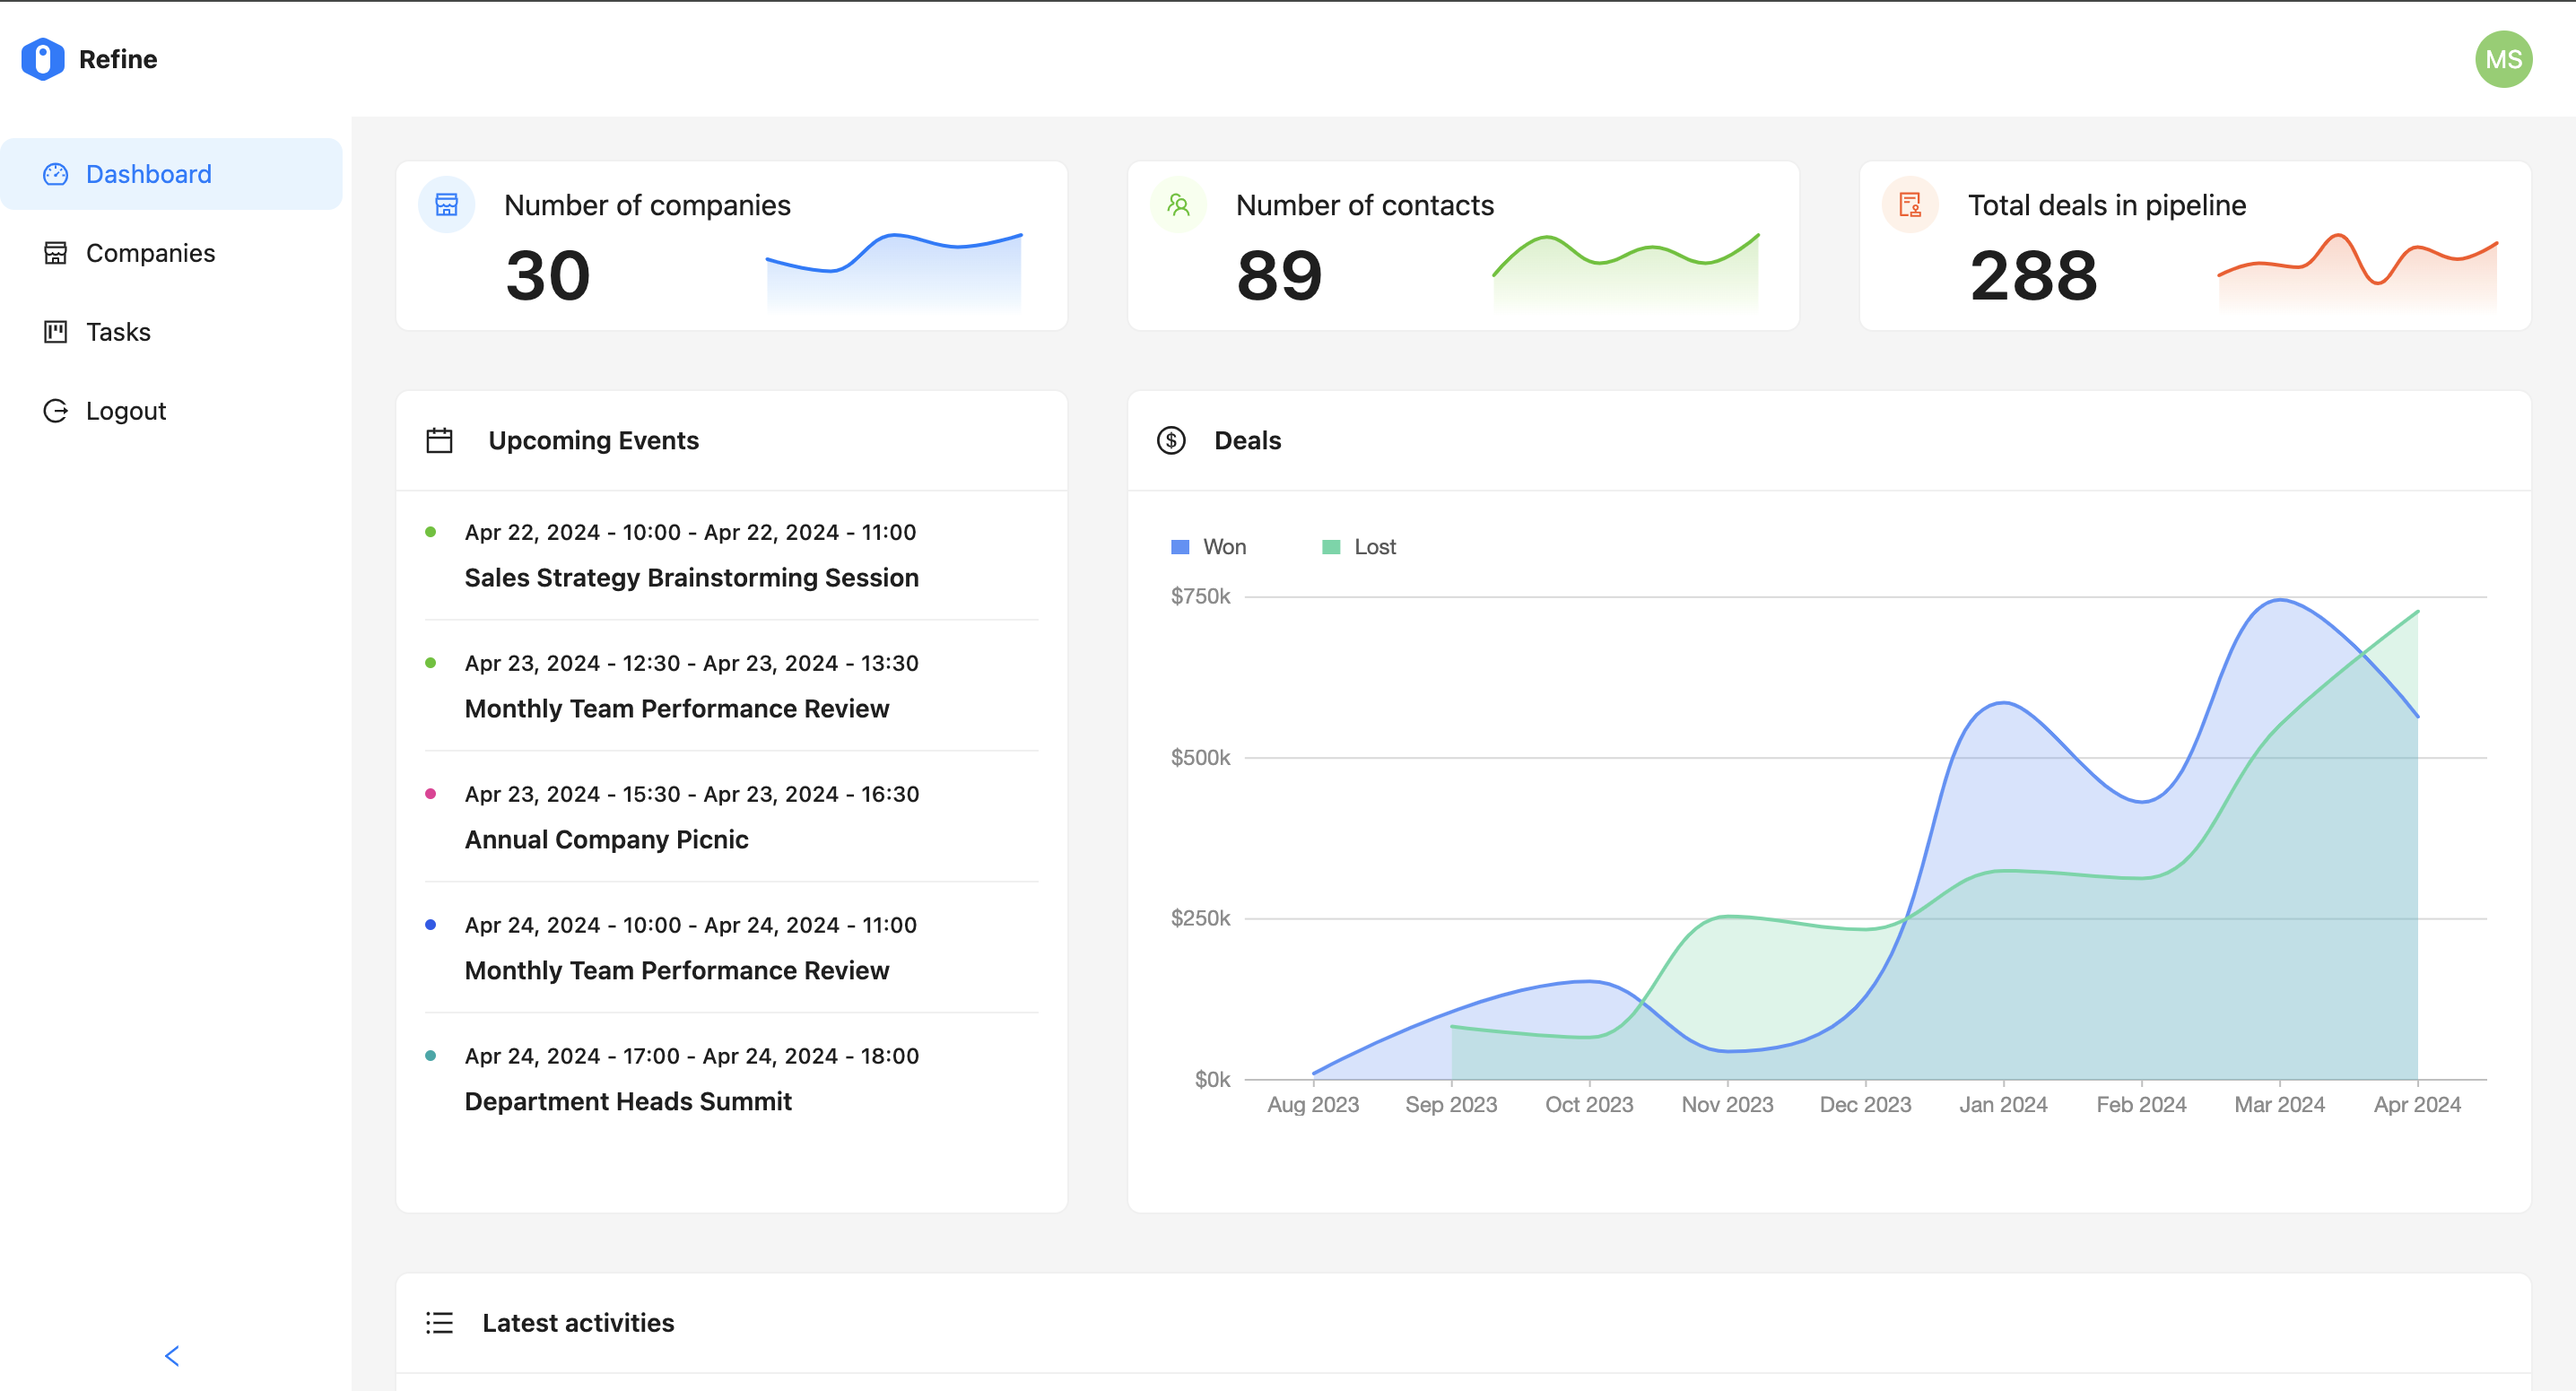 Refine
MS
Dashboard
Companies
Tasks
Logout
Number of companies
30
Number of contacts
89
Total deals in pipeline
288
Upcoming Events
Apr 22, 2024 - 10:00 - Apr 22, 2024 - 11:00
Sales Strategy Brainstorming Session
Apr 23, 2024 - 12:30 - Apr 23, 2024 - 13:30
Monthly Team Performance Review
Apr 23, 2024 - 15:30 - Apr 23, 2024 - 16:30
Annual Company Picnic
Apr 24, 2024 - 10:00 - Apr 24, 2024 - 11:00
Monthly Team Performance Review
Apr 24, 2024 - 17:00 - Apr 24, 2024 - 18:00
Department Heads Summit
Deals
Won Lost
$750k
$500k
$250k
$0k
Aug 2023 Sep 2023 Oct 2023 Nov 2023 Dec 2023 Jan 2024 Feb 2024 Mar 2024 Apr 2024
Latest activities